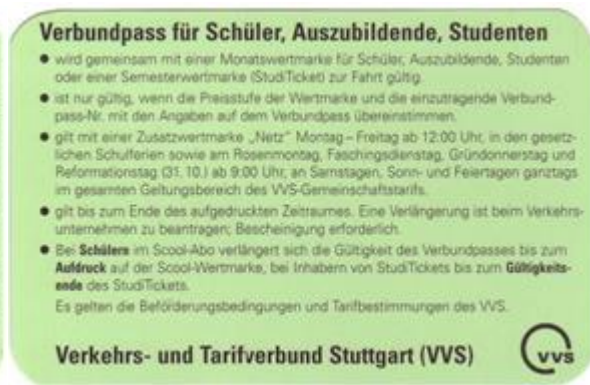 Verbundpass für Schüler, Auszubildende, Studenten
● wird gemeinsam mit einer Monatswertmarke für Schüler, Auszubildende, Studenten
oder einer Semesterwertmarke (StudiTicket) zur Fahrt gültig.
● ist nur gültig, wenn die Preisstufe der Wertmarke und die einzutragende Verbund-
pass-Nr. mit den Angaben auf dem Verbundpass übereinstimmen.
● gilt mit einer Zusatzwertmarke „Netz" Montag – Freitag ab 12:00 Uhr, in den gesetz-
lichen Schulferien sowie am Rosenmontag, Faschingsdienstag, Gründonnerstag und
Reformationstag (31.10.) ab 9:00 Uhr, an Samstagen, Sonn- und Feiertagen ganztags
im gesamten Geltungsbereich des VVS-Gemeinschaftstarifs.
● gilt bis zum Ende des aufgedruckten Zeitraumes. Eine Verlängerung ist beim Verkehrs-
unternehmen zu beantragen; Bescheinigung erforderlich.
● Bei Schülern im Scool-Abo verlängert sich die Gültigkeit des Verbundpasses bis zum
Aufdruck auf der Scool-Wertmarke, bei Inhabern von StudiTickets bis zum Gültigkeits-
ende des StudiTickets.
Es gelten die Beförderungsbedingungen und Tarifbestimmungen des VVS.
Verkehrs- und Tarifverbund Stuttgart (VVS)
VVS